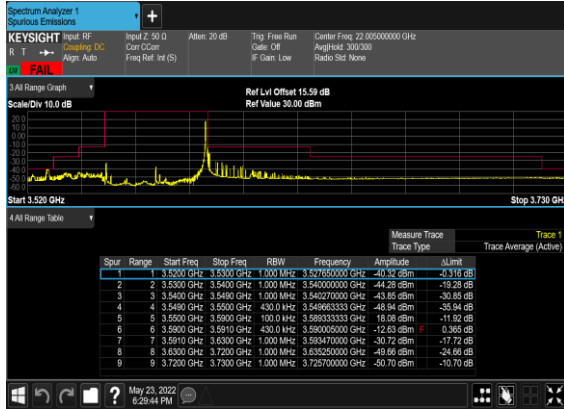 Spectrum Analyzer 1
Spurious Emissions
KEYSIGHT Input: RF Input Z: 50 Ω Atten: 20 dB Trig: Free Run Center Freq: 22.005000000 GHz
R T Coupling: DC Corr CCorr Gate: Off Avg|Hold: 300/300
Align: Auto Freq Ref: Int (S) IF Gain: Low Radio Std: None
FAIL
3 All Range Graph
Ref Lvl Offset 15.59 dB
Scale/Div 10.0 dB Ref Value 30.00 dBm
20.0
10.0
0.00
-10.0
-20.0
-30.0
-40.0
-50.0
-60.0
Start 3.520 GHz Stop 3.730 GH
4 All Range Table
Measure Trace Trace 1
Trace Type Trace Average (Active)
Spur Range Start Freq Stop Freq RBW Frequency Amplitude ΔLimit
1 1 3.5200 GHz 3.5300 GHz 1.000 MHz 3.527650000 GHz -40.32 dBm -0.316 dB
2 2 3.5300 GHz 3.5400 GHz 1.000 MHz 3.540000000 GHz -44.28 dBm -19.28 dB
3 3 3.5400 GHz 3.5490 GHz 1.000 MHz 3.540270000 GHz -43.85 dBm -30.85 dB
4 4 3.5490 GHz 3.5500 GHz 430.0 kHz 3.549663333 GHz -48.94 dBm -35.94 dB
5 5 3.5500 GHz 3.5900 GHz 100.0 kHz 3.589333333 GHz 18.08 dBm -11.92 dB
6 6 3.5900 GHz 3.5910 GHz 430.0 kHz 3.590005000 GHz -12.63 dBm F 0.365 dB
7 7 3.5910 GHz 3.6300 GHz 1.000 MHz 3.593470000 GHz -30.72 dBm -17.72 dB
8 8 3.6300 GHz 3.7200 GHz 1.000 MHz 3.635250000 GHz -49.66 dBm -24.66 dB
9 9 3.7200 GHz 3.7300 GHz 1.000 MHz 3.725700000 GHz -50.70 dBm -10.70 dB
? May 23, 2022
6:29:44 PM